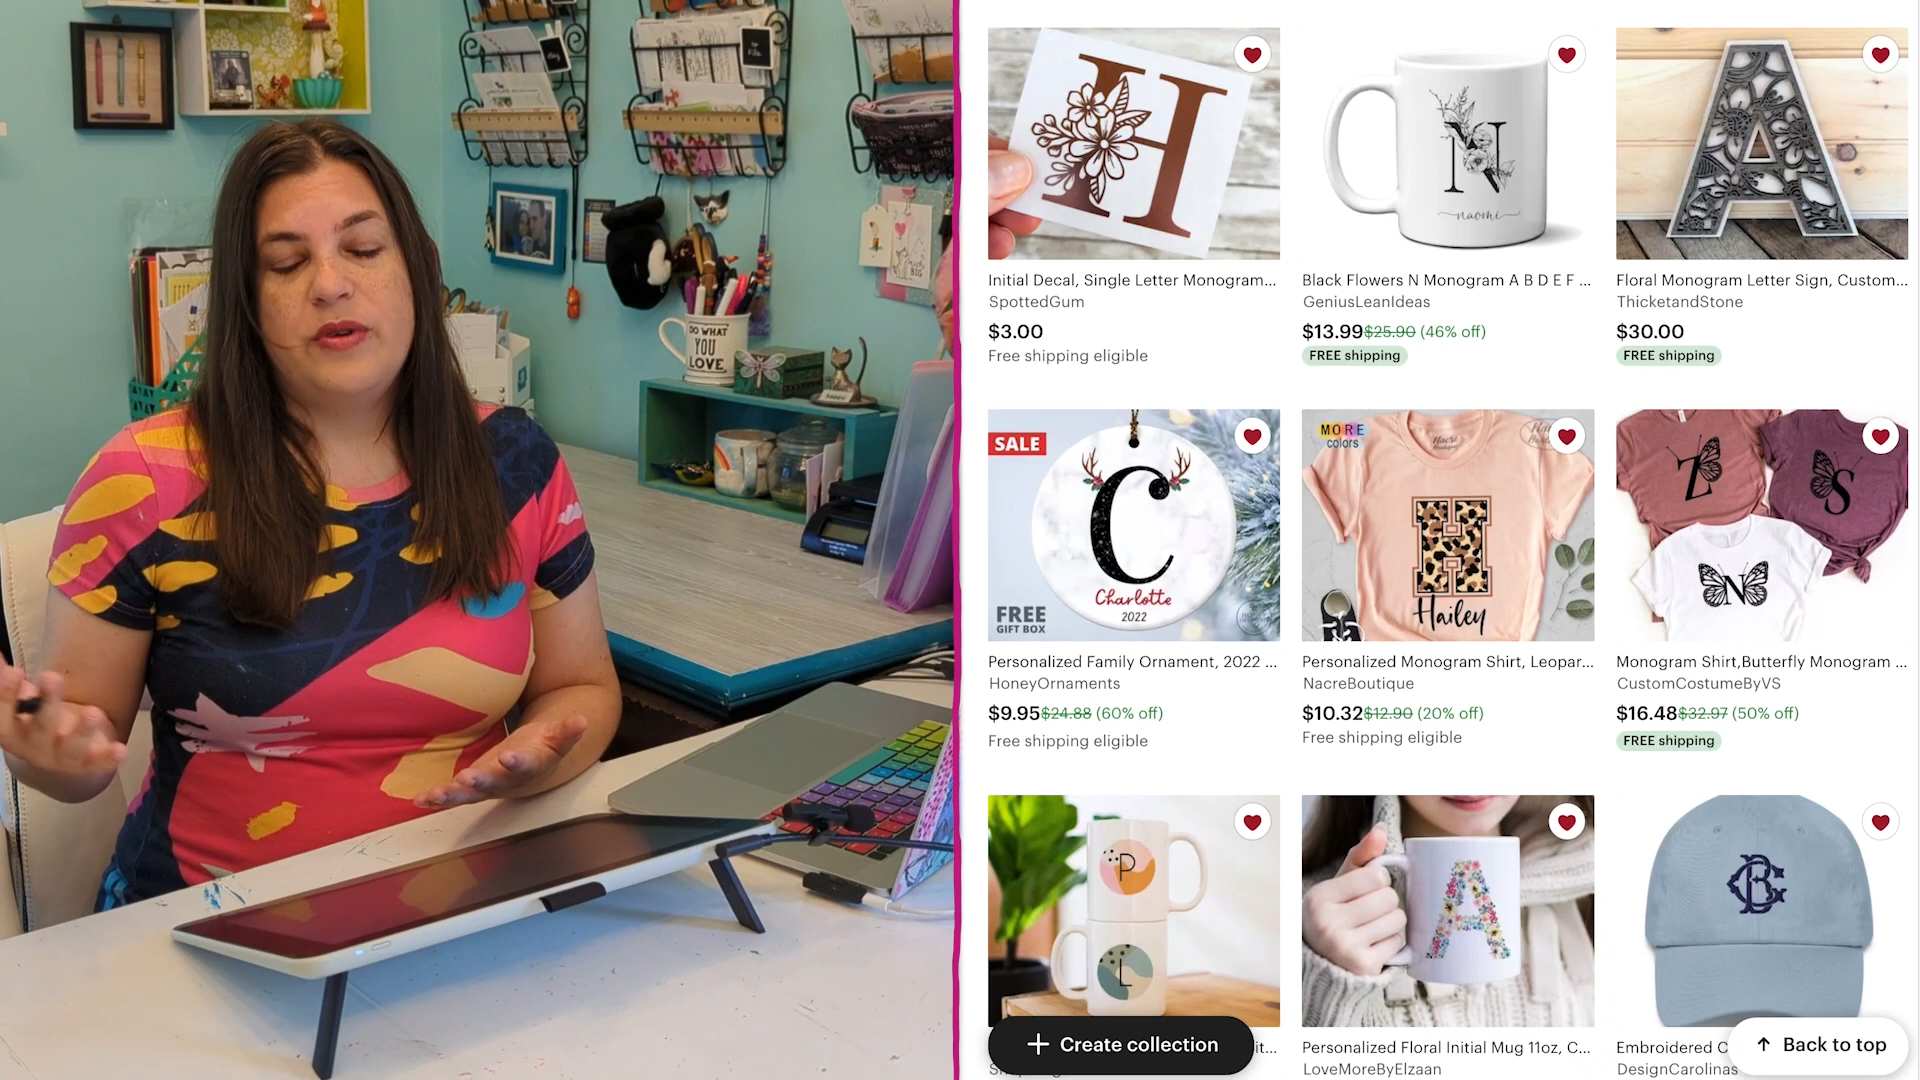 DO WHAT
YOU
LOVE.
H
N
naomi
A
Initial Decal, Single Letter Monogram...
SpottedGum
$3.00
Free shipping eligible
Black Flowers N Monogram A B D E F ...
GeniusLeanIdeas
$13.99 $25.90 (46% off)
FREE shipping
Floral Monogram Letter Sign, Custom...
ThicketandStone
$30.00
FREE shipping
SALE
C
Charlotte
2022
FREE
GIFT BOX
MORE
colors
H
Hailey
Z
S
N
Personalized Family Ornament, 2022 ...
HoneyOrnaments
$9.95 $24.88 (60% off)
Free shipping eligible
Personalized Monogram Shirt, Leopar...
NacreBoutique
$10.32 $12.90 (20% off)
Free shipping eligible
Monogram Shirt,Butterfly Monogram ...
CustomCostumeByVS
$16.48 $32.97 (50% off)
FREE shipping
P
L
A
+ Create collection
Personalized Floral Initial Mug 11oz, C...
LoveMoreByElzaan
Embroidered C
DesignCarolinas
↑ Back to top